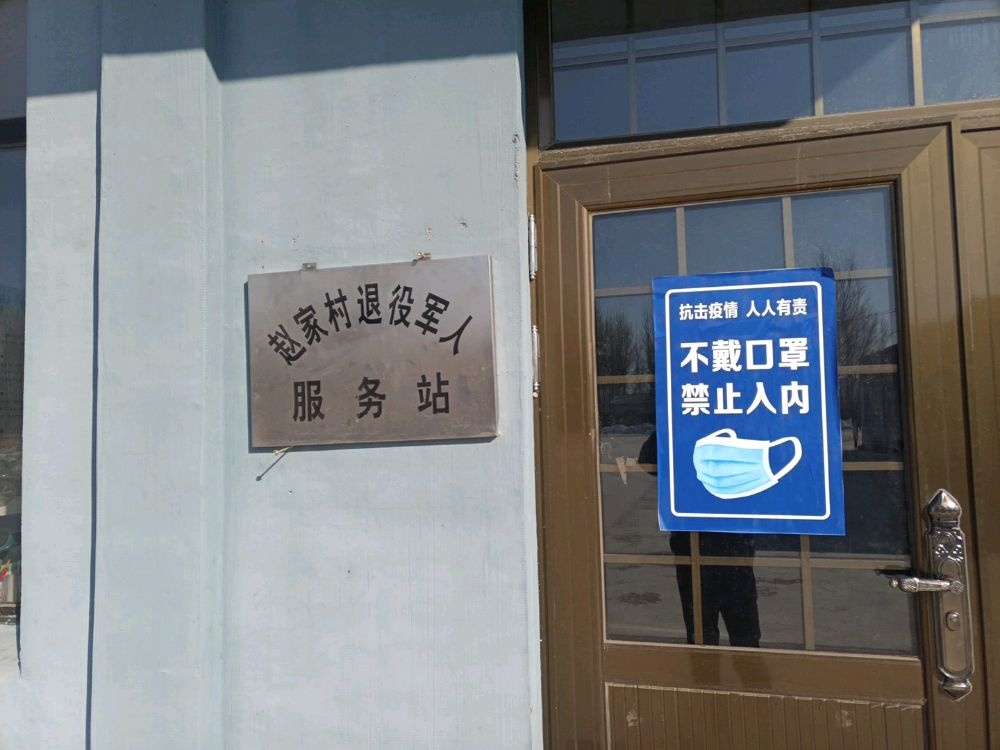 赵家村退役军人
服务站
抗击疫情 人人有责
不戴口罩
禁止入内